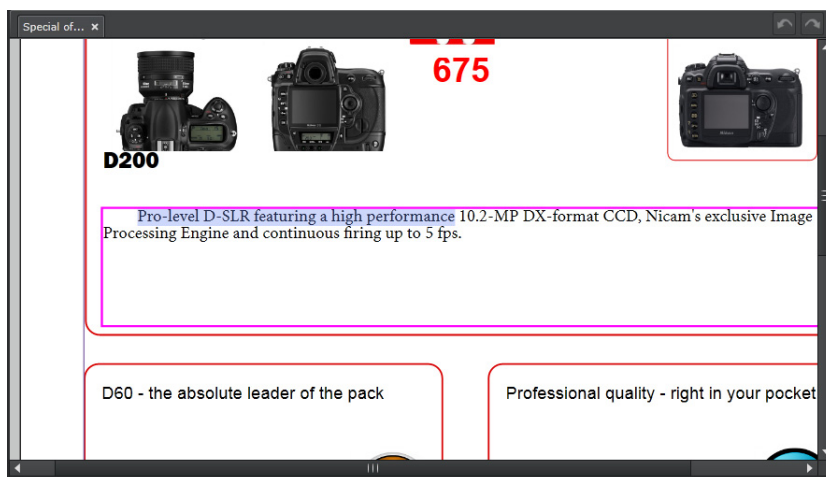 Special of...
675
D200
Pro-level D-SLR featuring a high performance 10.2-MP DX-format CCD, Nicam's exclusive Image
Processing Engine and continuous firing up to 5 fps.
D60 - the absolute leader of the pack
Professional quality - right in your pocket